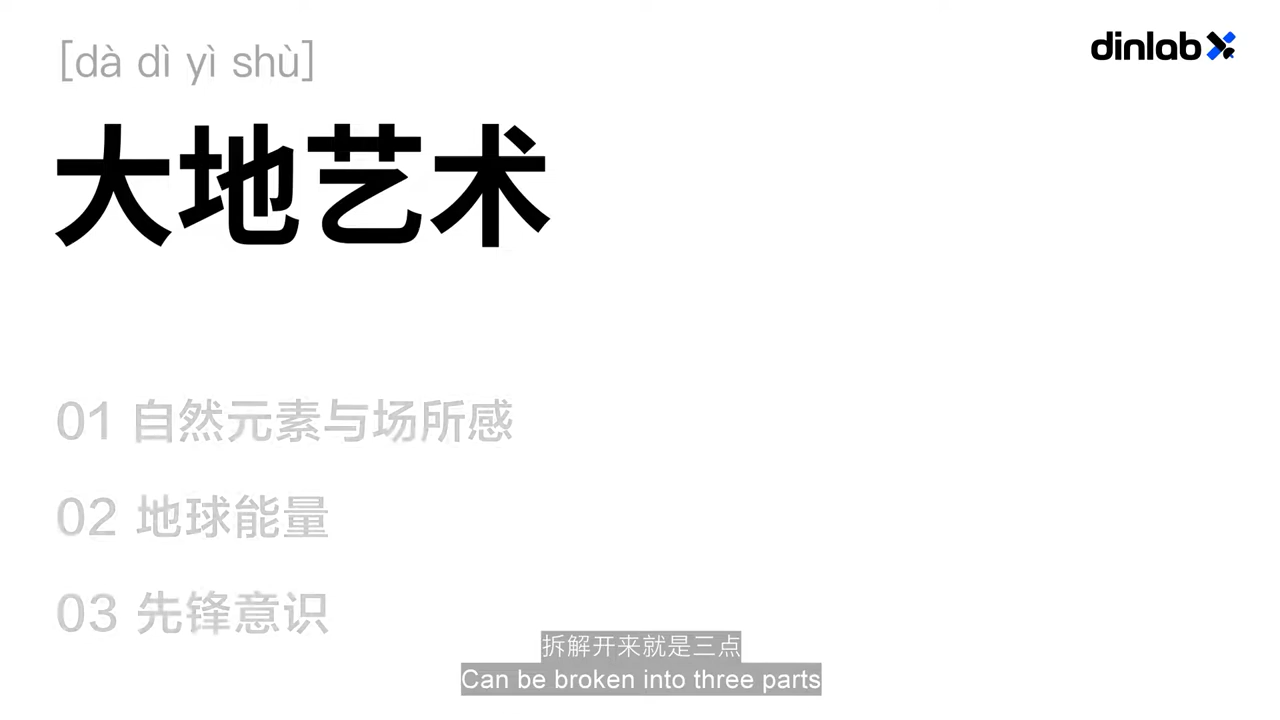 [dà dì yì shù]
dinlab
大地艺术
01 自然元素与场所感
02 地球能量
03 先锋意识
拆解开来就是三点
Can be broken into three parts